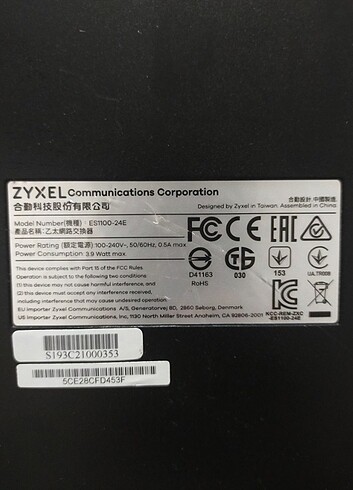 ZYXEL Communications Corporation
合勤科技股份有限公司
合勤設計.中國製造.
Designed by Zyxel in Taiwan. Assembled in China
Model Number(機種): ES1100-24E
產品名稱:乙太網路交換器
Power Rating (額定電源):100-240V~, 50/60Hz, 0.5A max
Power Consumption: 3.9 Watt max
FC CE EAC
D41163
RoHS
TGS
030
153
UALTR008
This device complies with Part 15 of the FCC Rules
Operation is subject to following two conditions
(1) this device may not cause harmful interference, and
(2) this device must accept any interference received,
including interference that may cause undesired operation.
KCC-REM-ZXC
-ES1100-24E
EU Importer Zyxel Communications A/S, Generatorvej 8D, 2860 Søborg, Denmark
US Importer Zyxel Communications, Inc, 1130 North Miller Street Anaheim, CA 92806-2001
S193C21000353
5CE28CFD453F